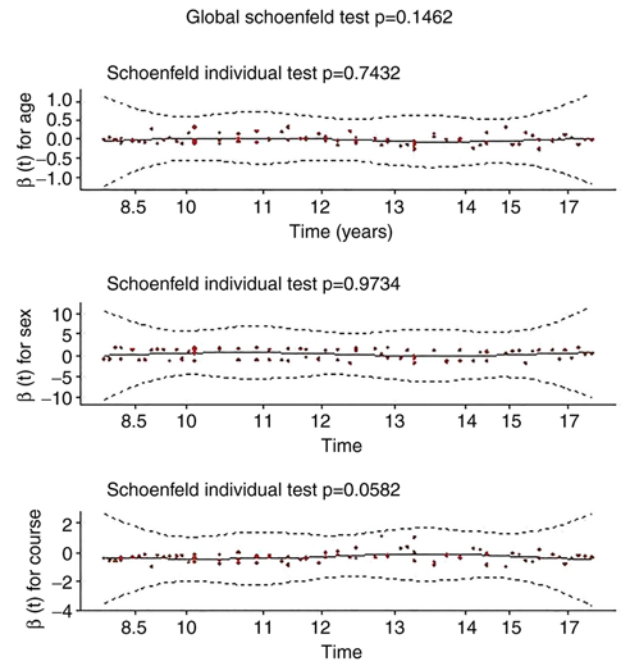 Global schoenfeld test p=0.1462
Schoenfeld individual test p=0.7432
β (t) for age
1.0
0.5
0.0
−0.5
−1.0
8.5 10 11 12 13 14 15 17
Time (years)
Schoenfeld individual test p=0.9734
β (t) for sex
10
5
0
−5
−10
8.5 10 11 12 13 14 15 17
Time
Schoenfeld individual test p=0.0582
β (t) for course
2
0
−2
−4
8.5 10 11 12 13 14 15 17
Time